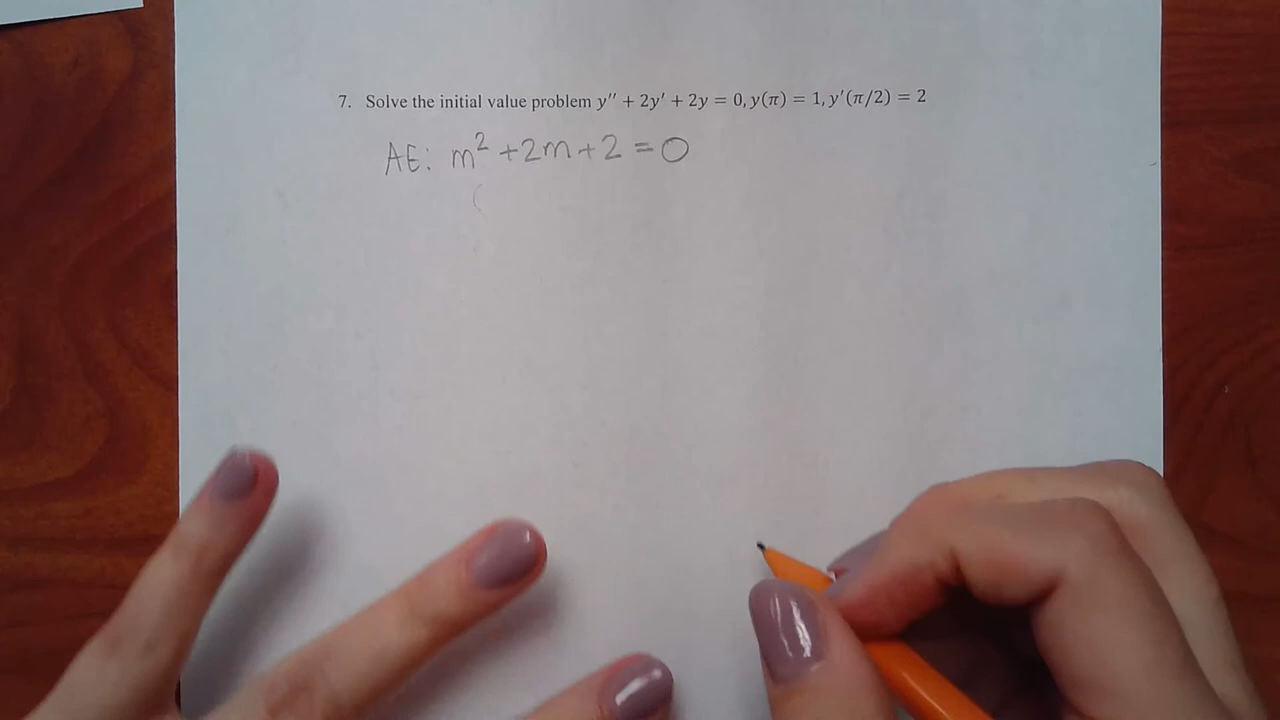 7. Solve the initial value problem y′′ + 2y′ + 2y = 0, y(π) = 1, y′(π/2) = 2
AE: m² + 2m + 2 = 0
(